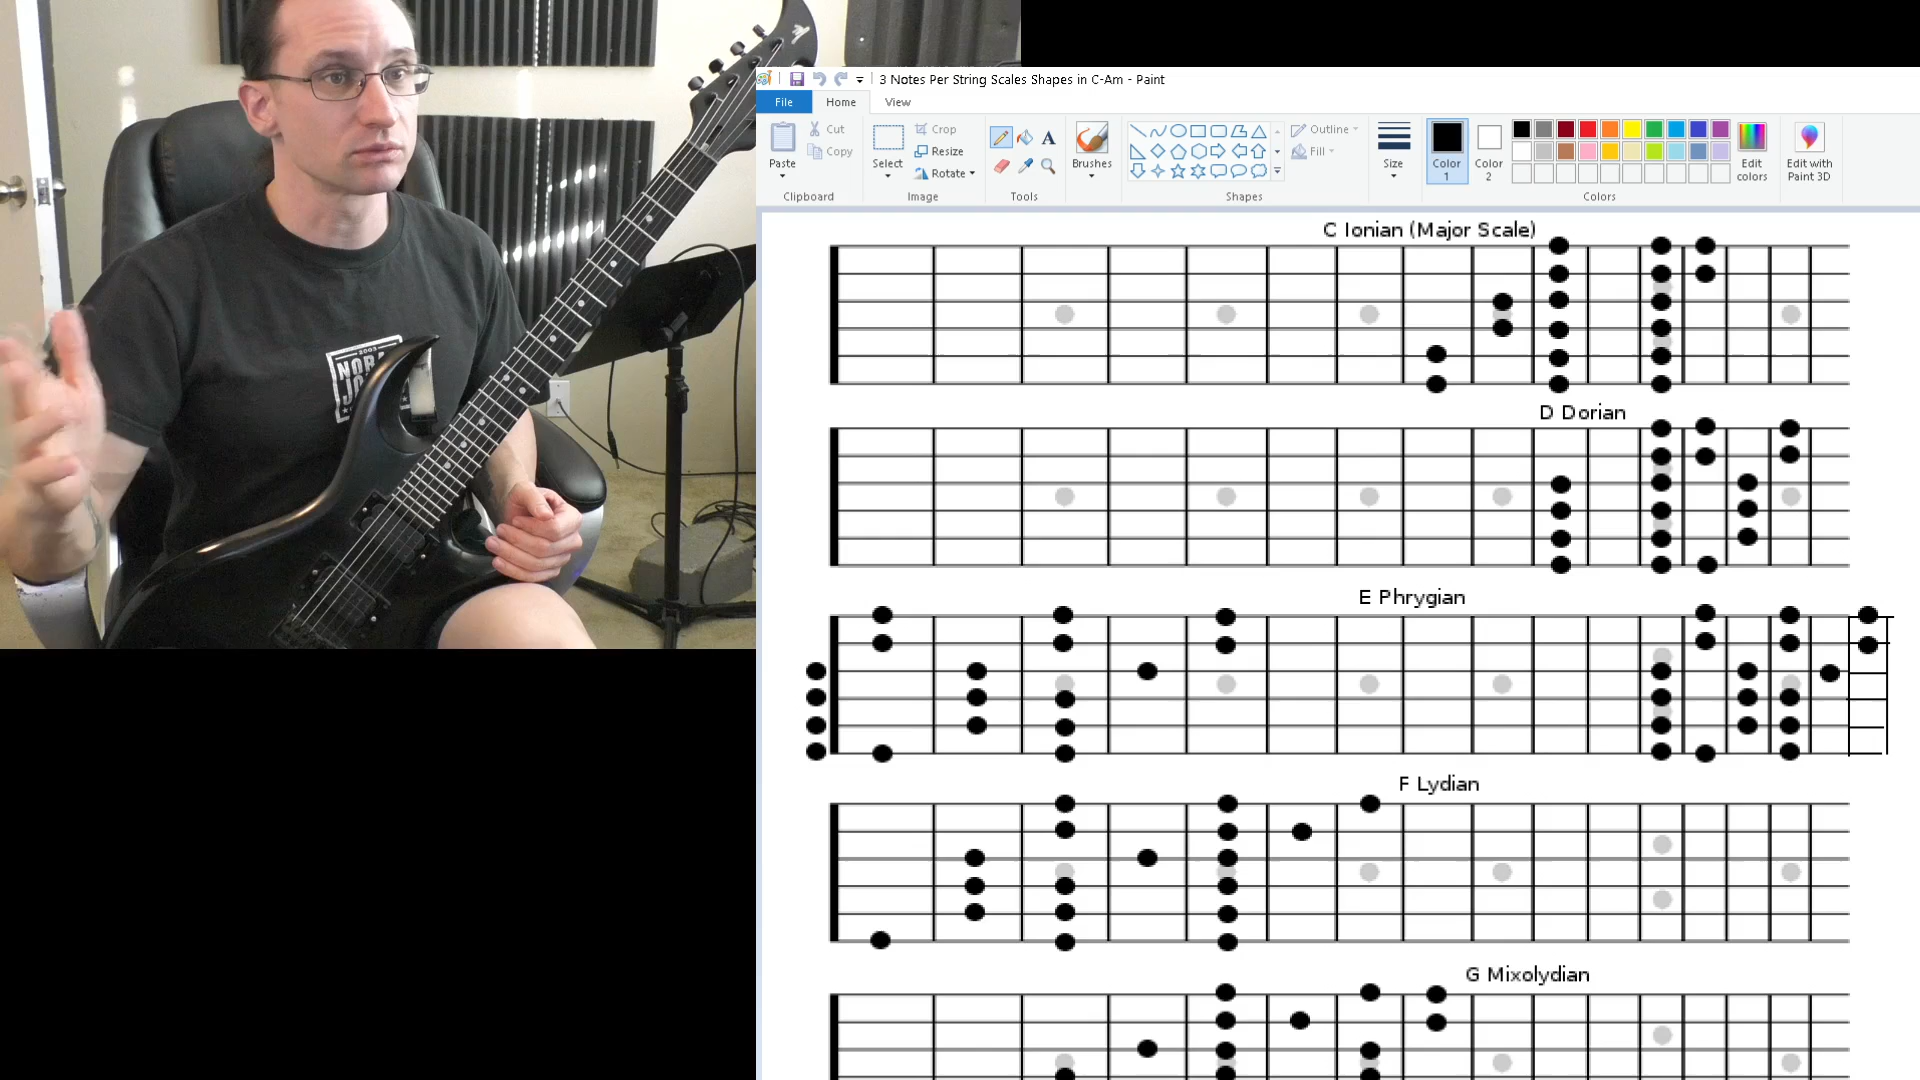 3 Notes Per String Scales Shapes in C-Am - Paint
File Home View
Cut
Copy
Paste
Clipboard
Crop
Resize
Rotate
Select
Image
A
Tools
Brushes
Outline
Fill
Shapes
Size
Color 1
Color 2
Edit colors
Colors
Edit with Paint 3D
2003
C Ionian (Major Scale)
D Dorian
E Phrygian
F Lydian
G Mixolydian